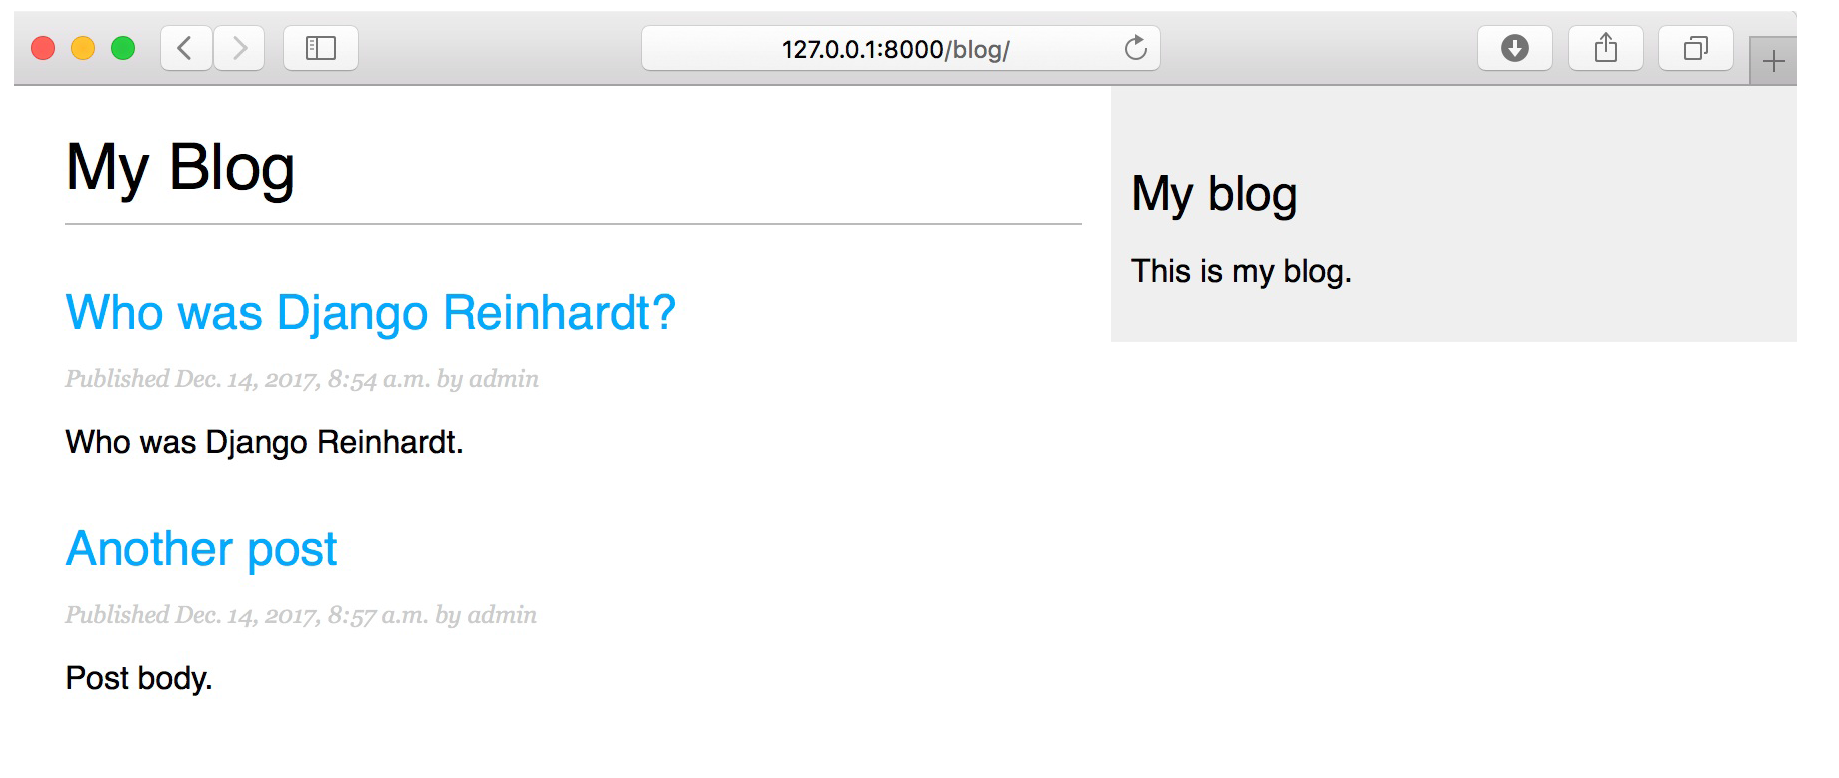 127.0.0.1:8000/blog/
My Blog
Who was Django Reinhardt?
Published Dec. 14, 2017, 8:54 a.m. by admin
Who was Django Reinhardt.
Another post
Published Dec. 14, 2017, 8:57 a.m. by admin
Post body.
My blog
This is my blog.